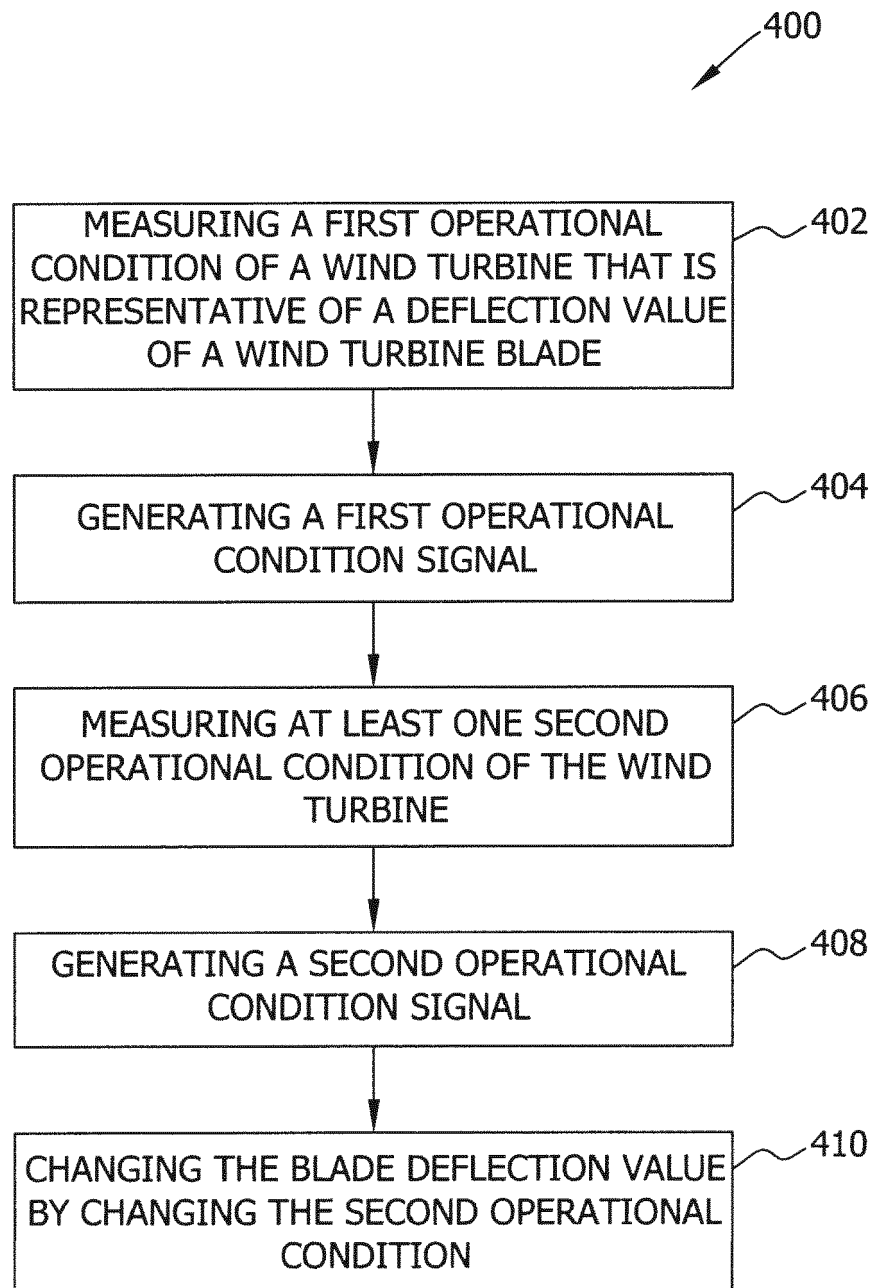 400
MEASURING A FIRST OPERATIONAL
CONDITION OF A WIND TURBINE THAT IS
REPRESENTATIVE OF A DEFLECTION VALUE
OF A WIND TURBINE BLADE
402
GENERATING A FIRST OPERATIONAL
CONDITION SIGNAL
404
MEASURING AT LEAST ONE SECOND
OPERATIONAL CONDITION OF THE WIND
TURBINE
406
GENERATING A SECOND OPERATIONAL
CONDITION SIGNAL
408
CHANGING THE BLADE DEFLECTION VALUE
BY CHANGING THE SECOND OPERATIONAL
CONDITION
410